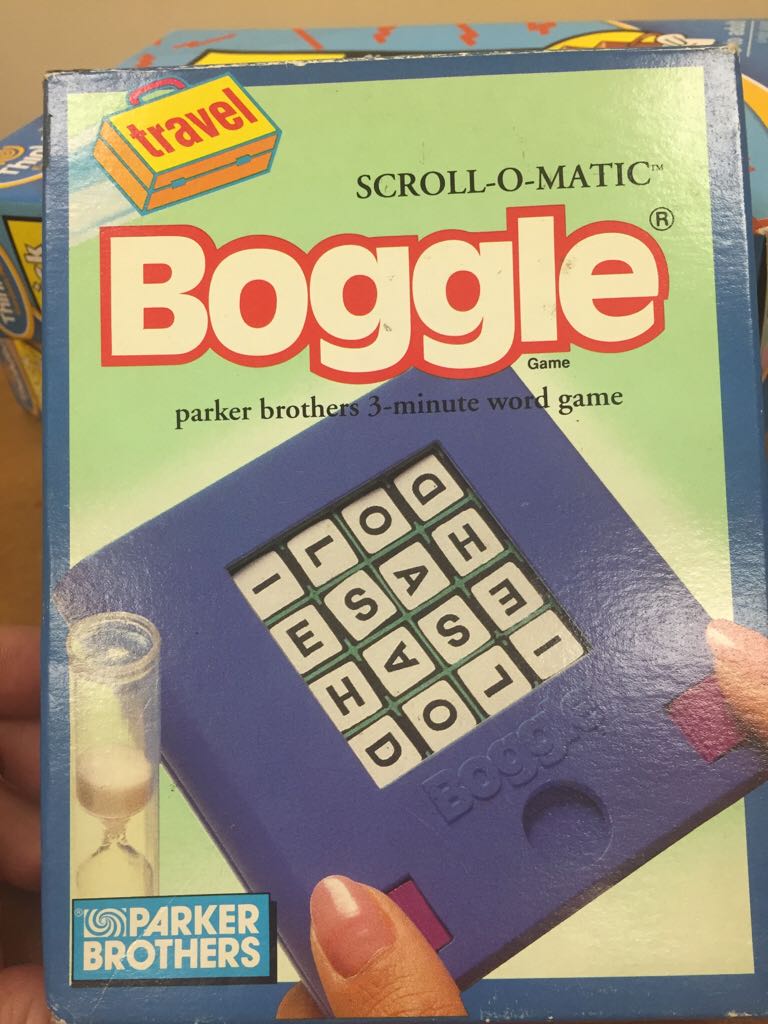 travel
SCROLL-O-MATIC™
Boggle®
Game
parker brothers 3-minute word game
I L O D
E S A H
H A S E
D O L I
Boggle
®PARKER
BROTHERS